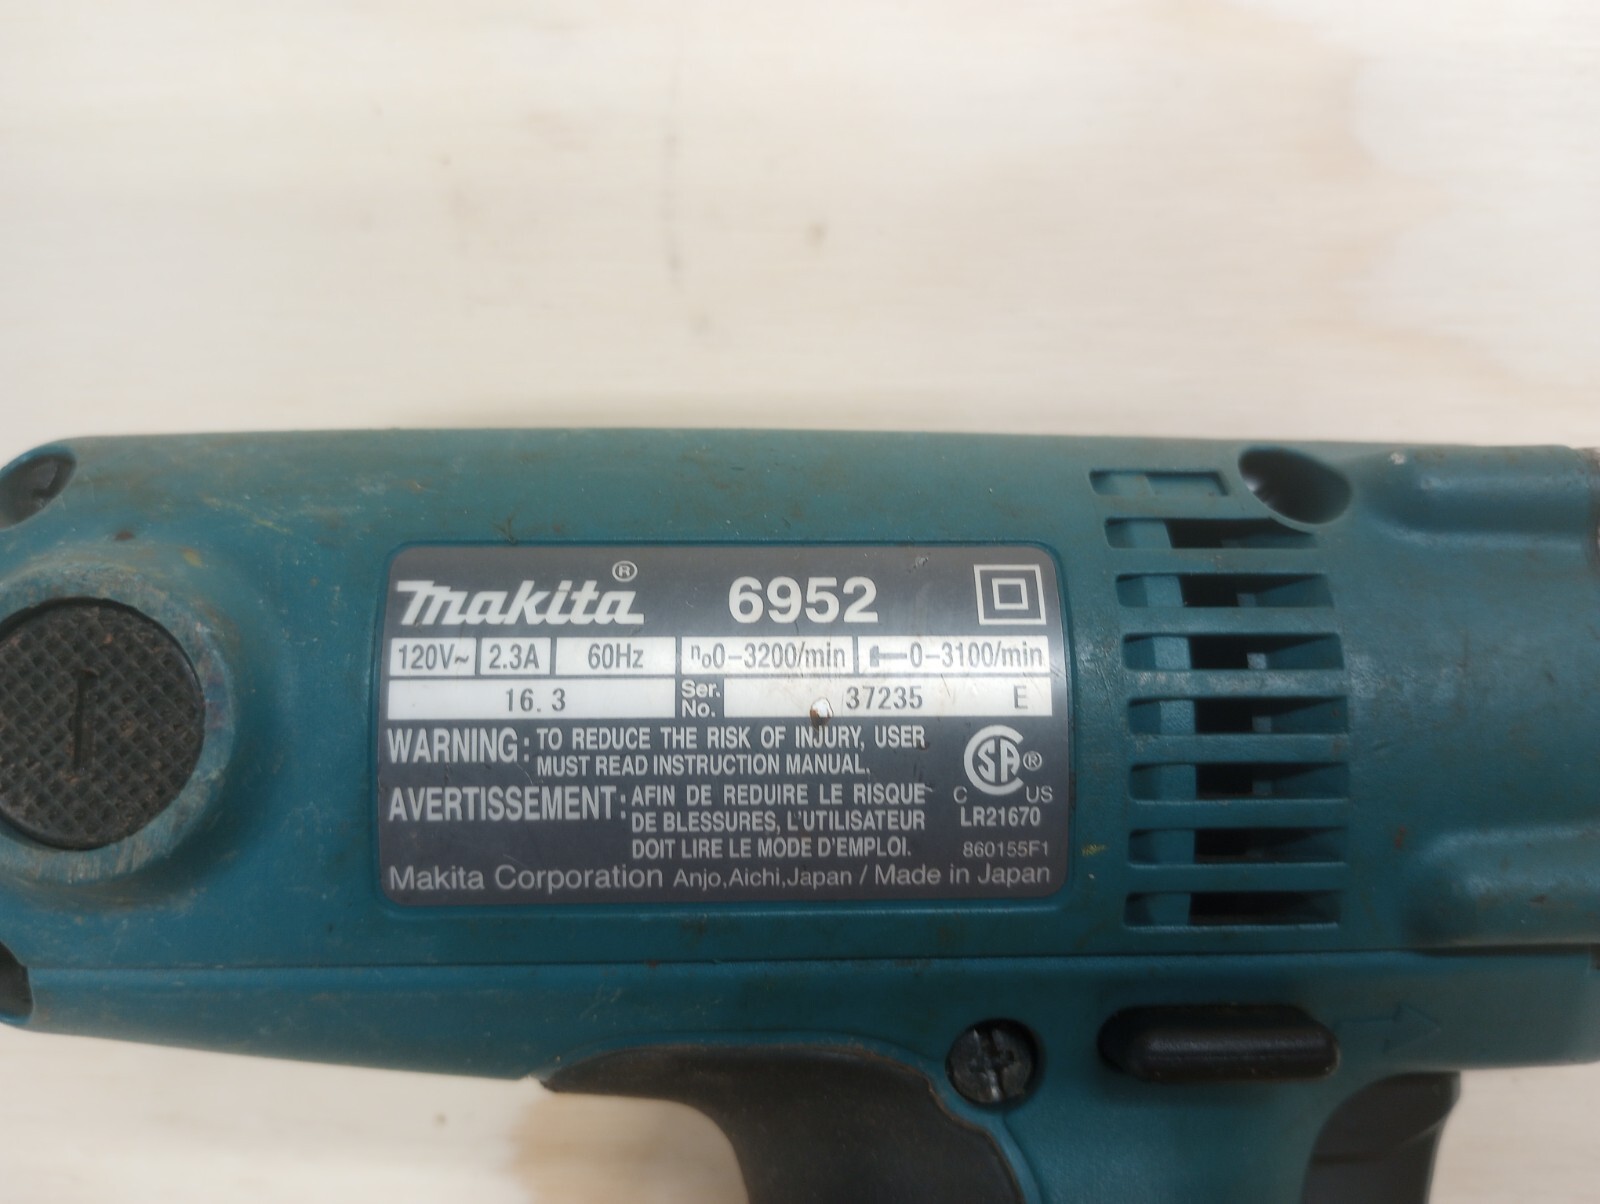 makita® 6952
120V~ 2.3A 60Hz n₀0-3200/min 0-3100/min
16. 3 Ser. No. 37235 E
WARNING: TO REDUCE THE RISK OF INJURY, USER
MUST READ INSTRUCTION MANUAL.
AVERTISSEMENT: AFIN DE REDUIRE LE RISQUE
DE BLESSURES, L'UTILISATEUR
DOIT LIRE LE MODE D'EMPLOI.
CSA®
C US
LR21670
860155F1
Makita Corporation Anjo,Aichi,Japan / Made in Japan